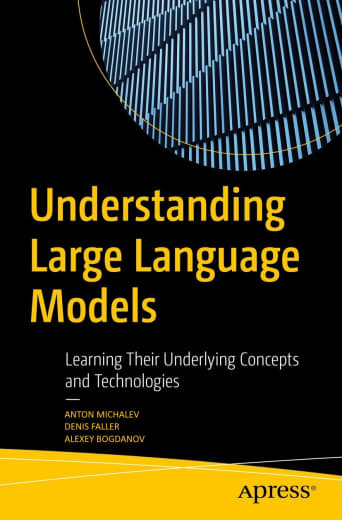 Understanding
Large Language
Models
Learning Their Underlying Concepts
and Technologies
ANTON MICHALEV
DENIS FALLER
ALEXEY BOGDANOV
Apress®